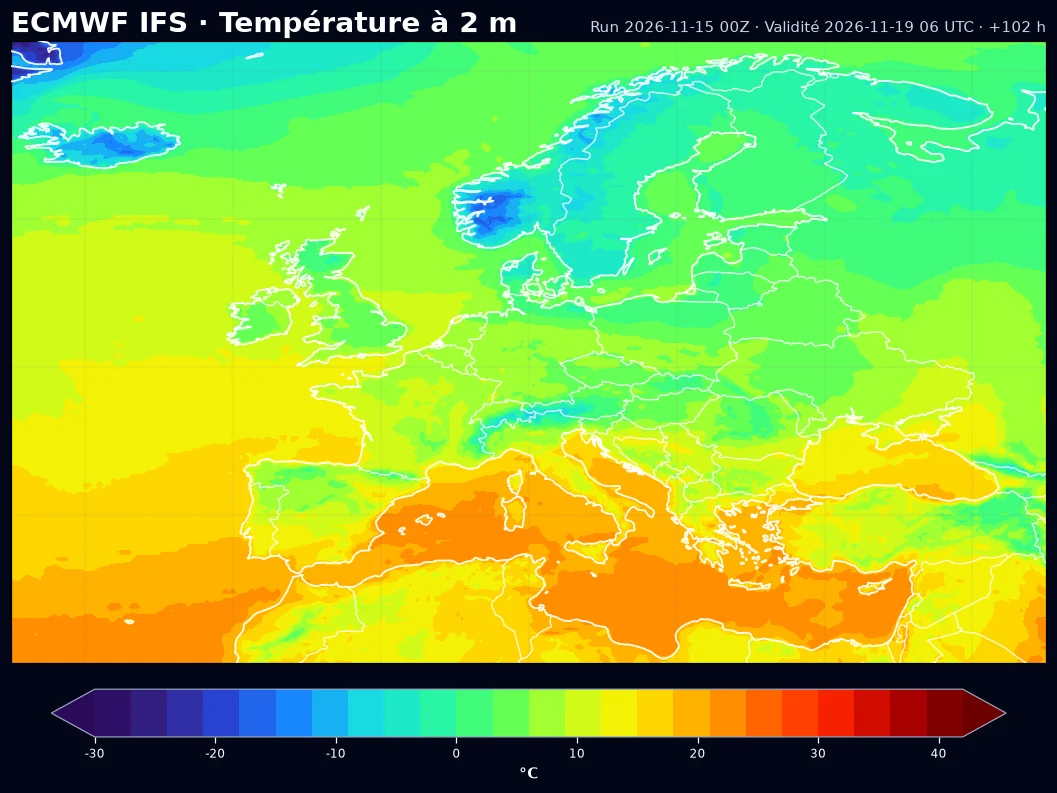 ECMWF IFS · Température à 2 m
Run 2026-11-15 00Z · Validité 2026-11-19 06 UTC · +102 h
-30 -20 -10 0 10 20 30 40
°C